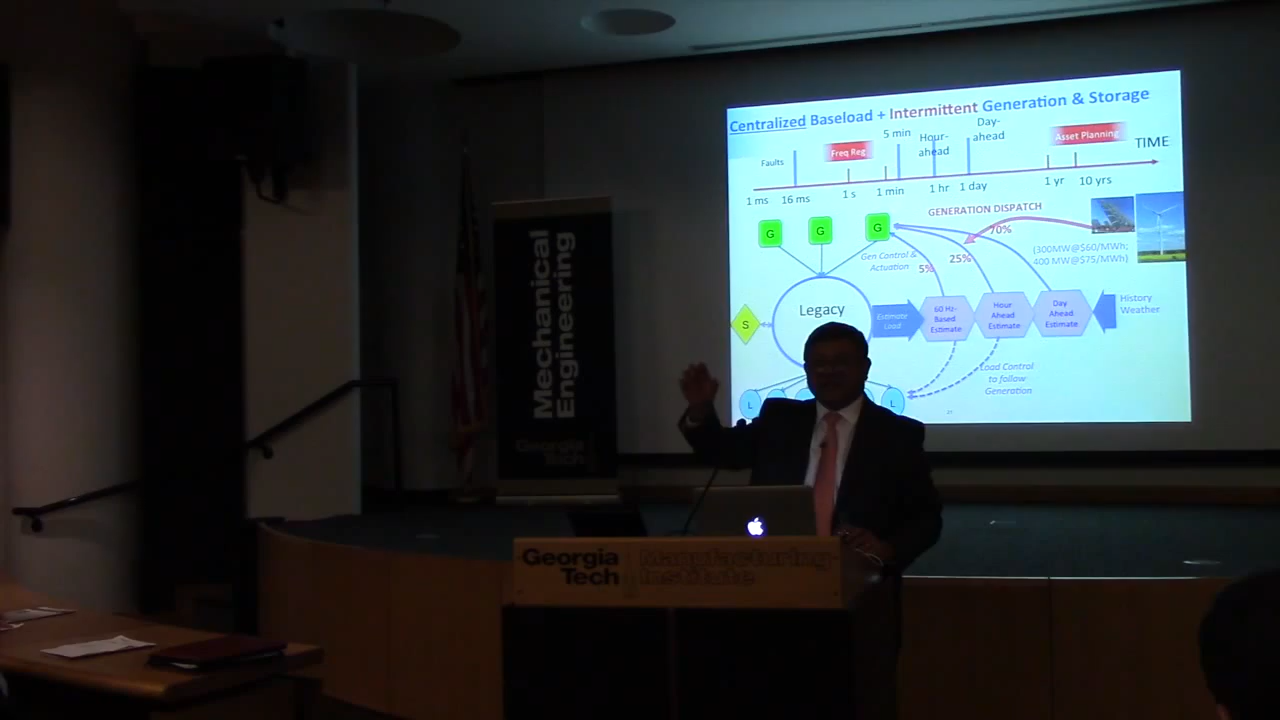 Centralized Baseload + Intermittent Generation & Storage
Faults
Freq Reg
5 min
Hour-
ahead
Day-
ahead
Asset Planning
TIME
1 ms
16 ms
1 s
1 min
1 hr
1 day
1 yr
10 yrs
GENERATION DISPATCH
G
G
G
70%
Gen Control &
Actuation
5%
25%
(300MW@$60/MWh;
400 MW@$75/MWh)
S
Legacy
Estimate
Load
60 Hz-
Based
Estimate
Hour
Ahead
Estimate
Day
Ahead
Estimate
History
Weather
Load Control
to follow
Generation
L
L
Mechanical
Engineering
Georgia
Tech
Georgia
Tech
Manufacturing
Institute